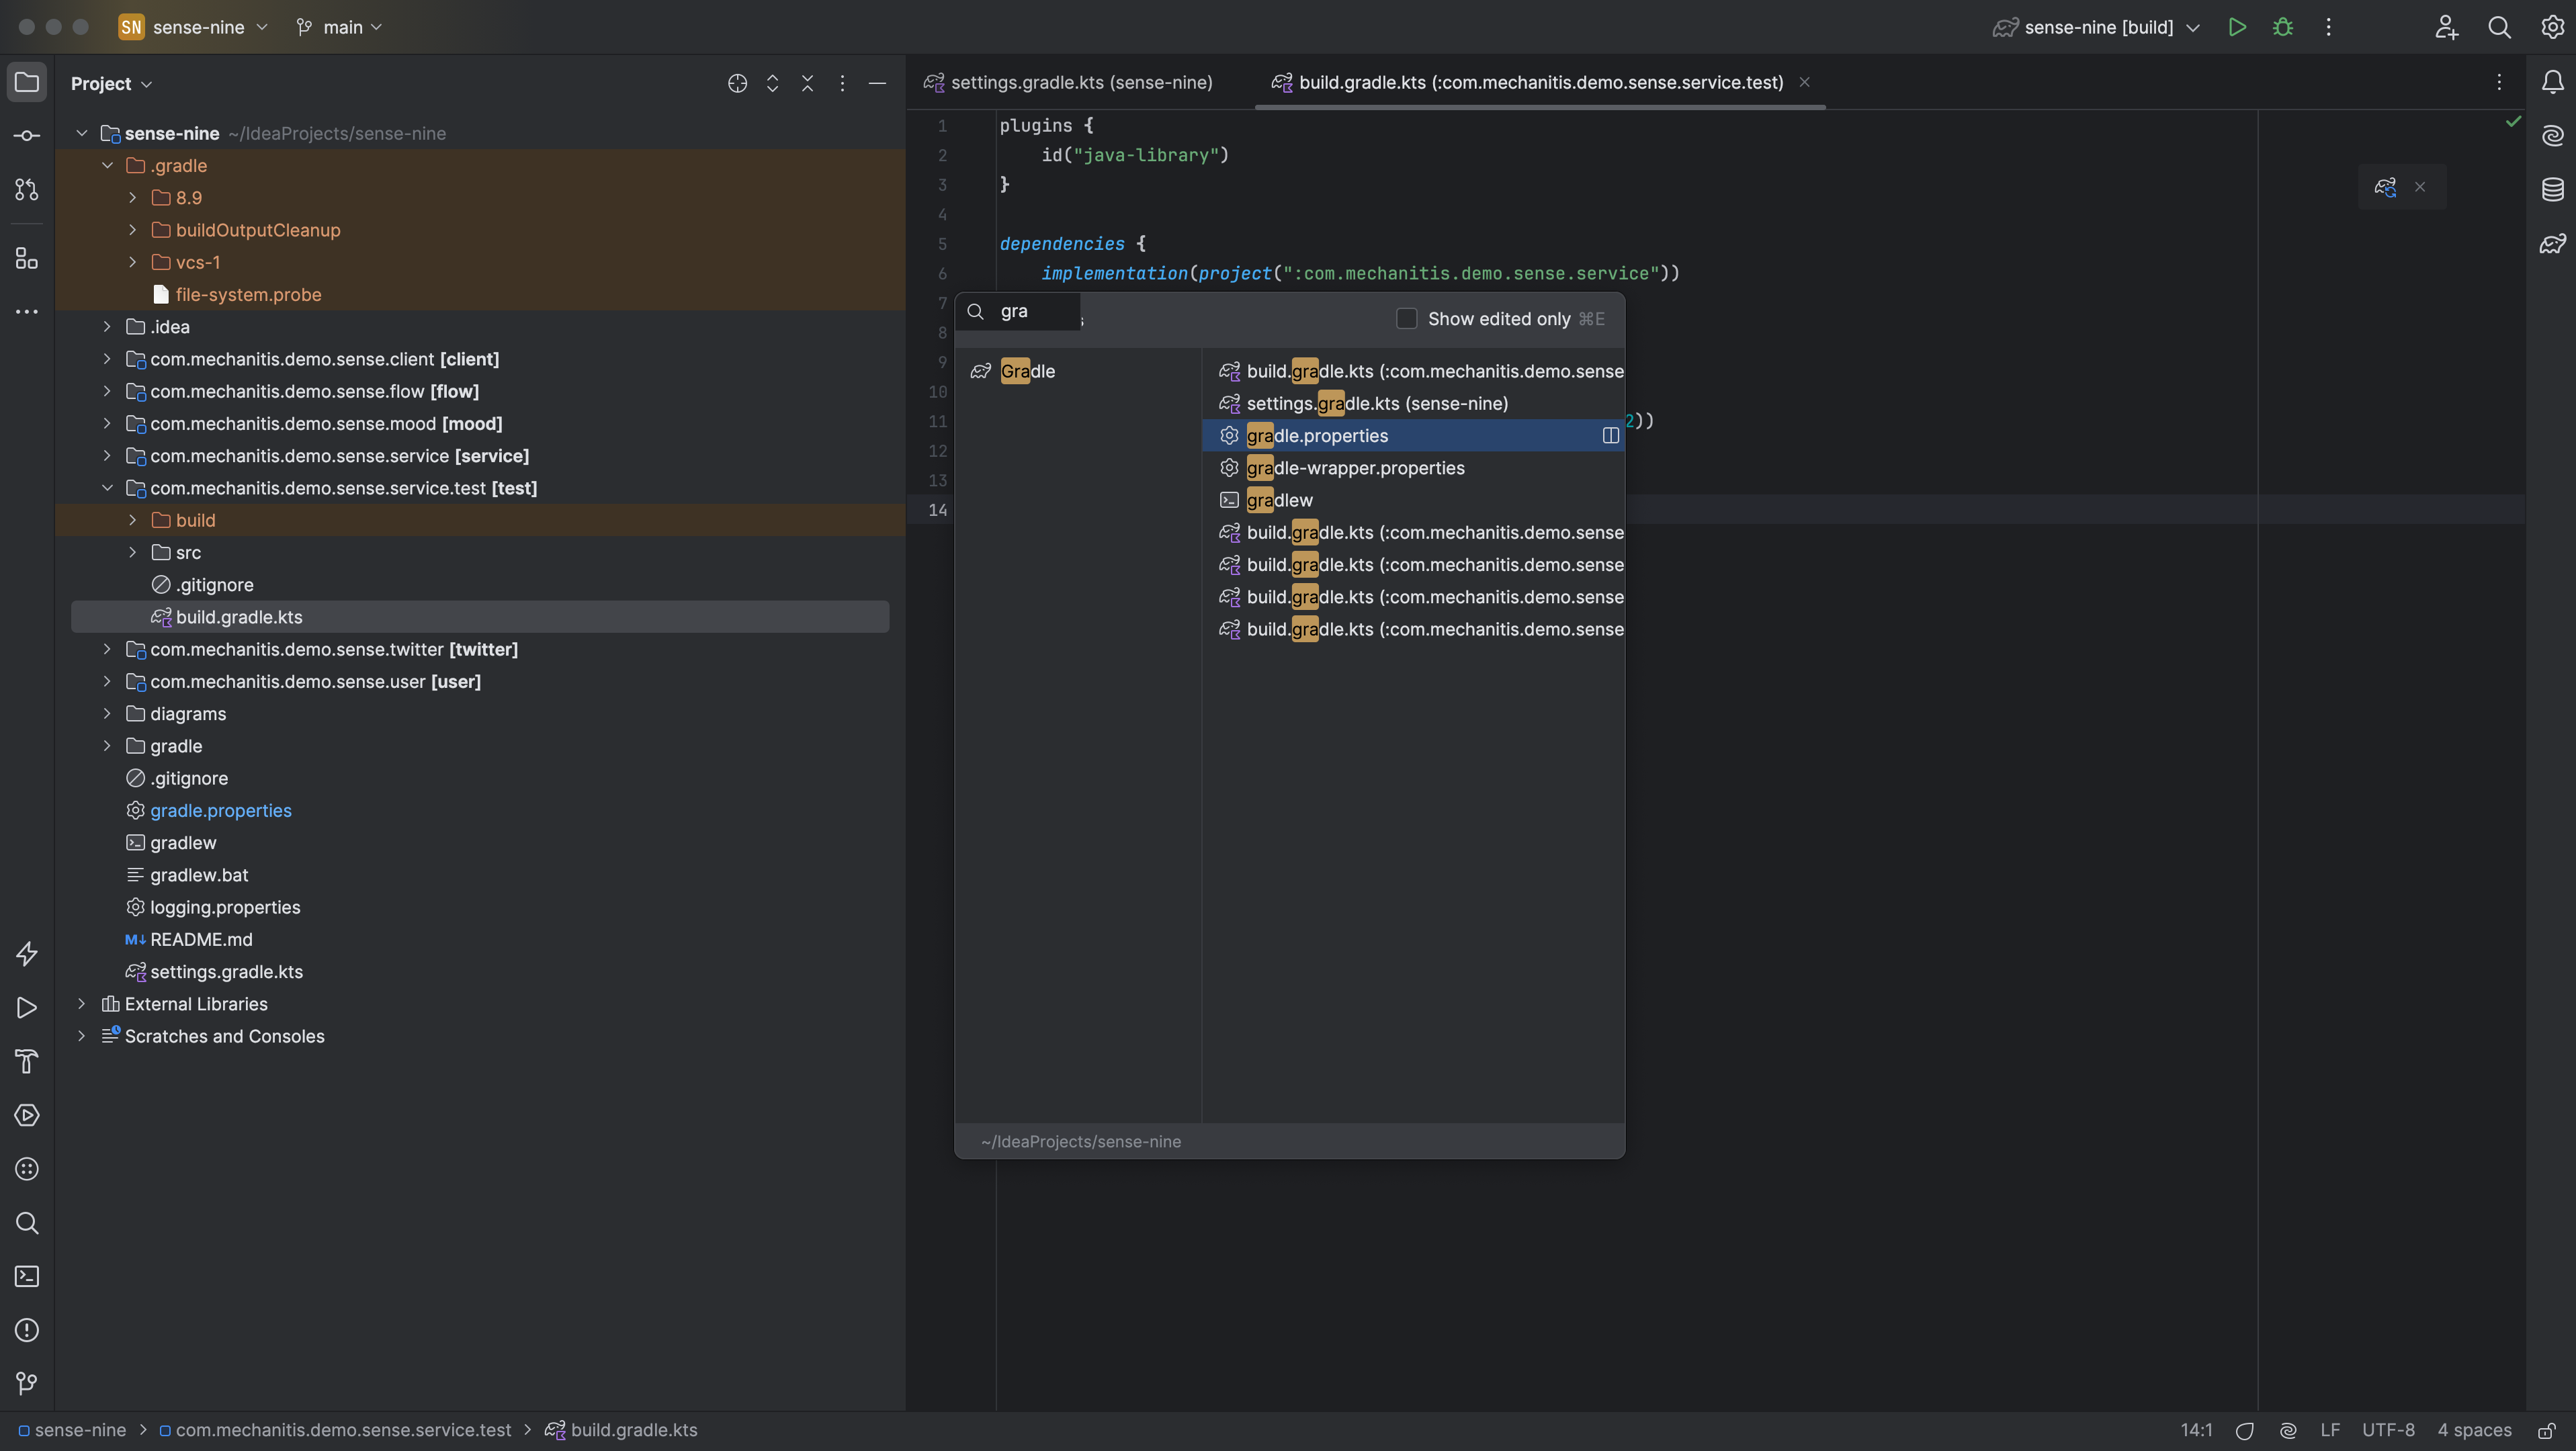 SN sense-nine main sense-nine [build]
Project
sense-nine ~/IdeaProjects/sense-nine
.gradle
8.9
buildOutputCleanup
vcs-1
file-system.probe
.idea
com.mechanitis.demo.sense.client [client]
com.mechanitis.demo.sense.flow [flow]
com.mechanitis.demo.sense.mood [mood]
com.mechanitis.demo.sense.service [service]
com.mechanitis.demo.sense.service.test [test]
build
src
.gitignore
build.gradle.kts
com.mechanitis.demo.sense.twitter [twitter]
com.mechanitis.demo.sense.user [user]
diagrams
gradle
.gitignore
gradle.properties
gradlew
gradlew.bat
logging.properties
M↓ README.md
settings.gradle.kts
External Libraries
Scratches and Consoles
settings.gradle.kts (sense-nine) build.gradle.kts (:com.mechanitis.demo.sense.service.test)
1 plugins {
2 id("java-library")
3 }
4
5 dependencies {
6 implementation(project(":com.mechanitis.demo.sense.service"))
7
8
9
10
11 2))
12
13
14
gra
Show edited only ⌘E
Gradle
build.gradle.kts (:com.mechanitis.demo.sense
settings.gradle.kts (sense-nine)
gradle.properties
gradle-wrapper.properties
gradlew
build.gradle.kts (:com.mechanitis.demo.sense
build.gradle.kts (:com.mechanitis.demo.sense
build.gradle.kts (:com.mechanitis.demo.sense
build.gradle.kts (:com.mechanitis.demo.sense
~/IdeaProjects/sense-nine
sense-nine > com.mechanitis.demo.sense.service.test > build.gradle.kts
14:1 LF UTF-8 4 spaces